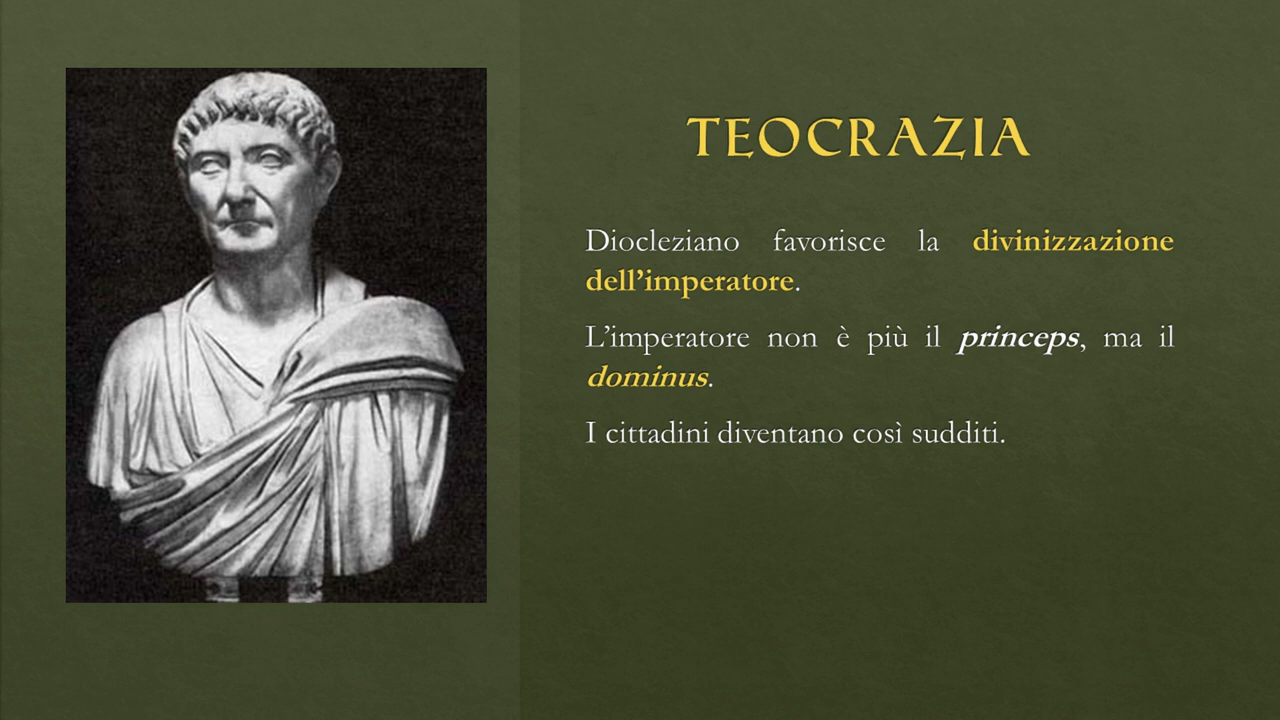 TEOCRAZIA
Diocleziano favorisce la divinizzazione
dell’imperatore.
L’imperatore non è più il princeps, ma il
dominus.
I cittadini diventano così sudditi.